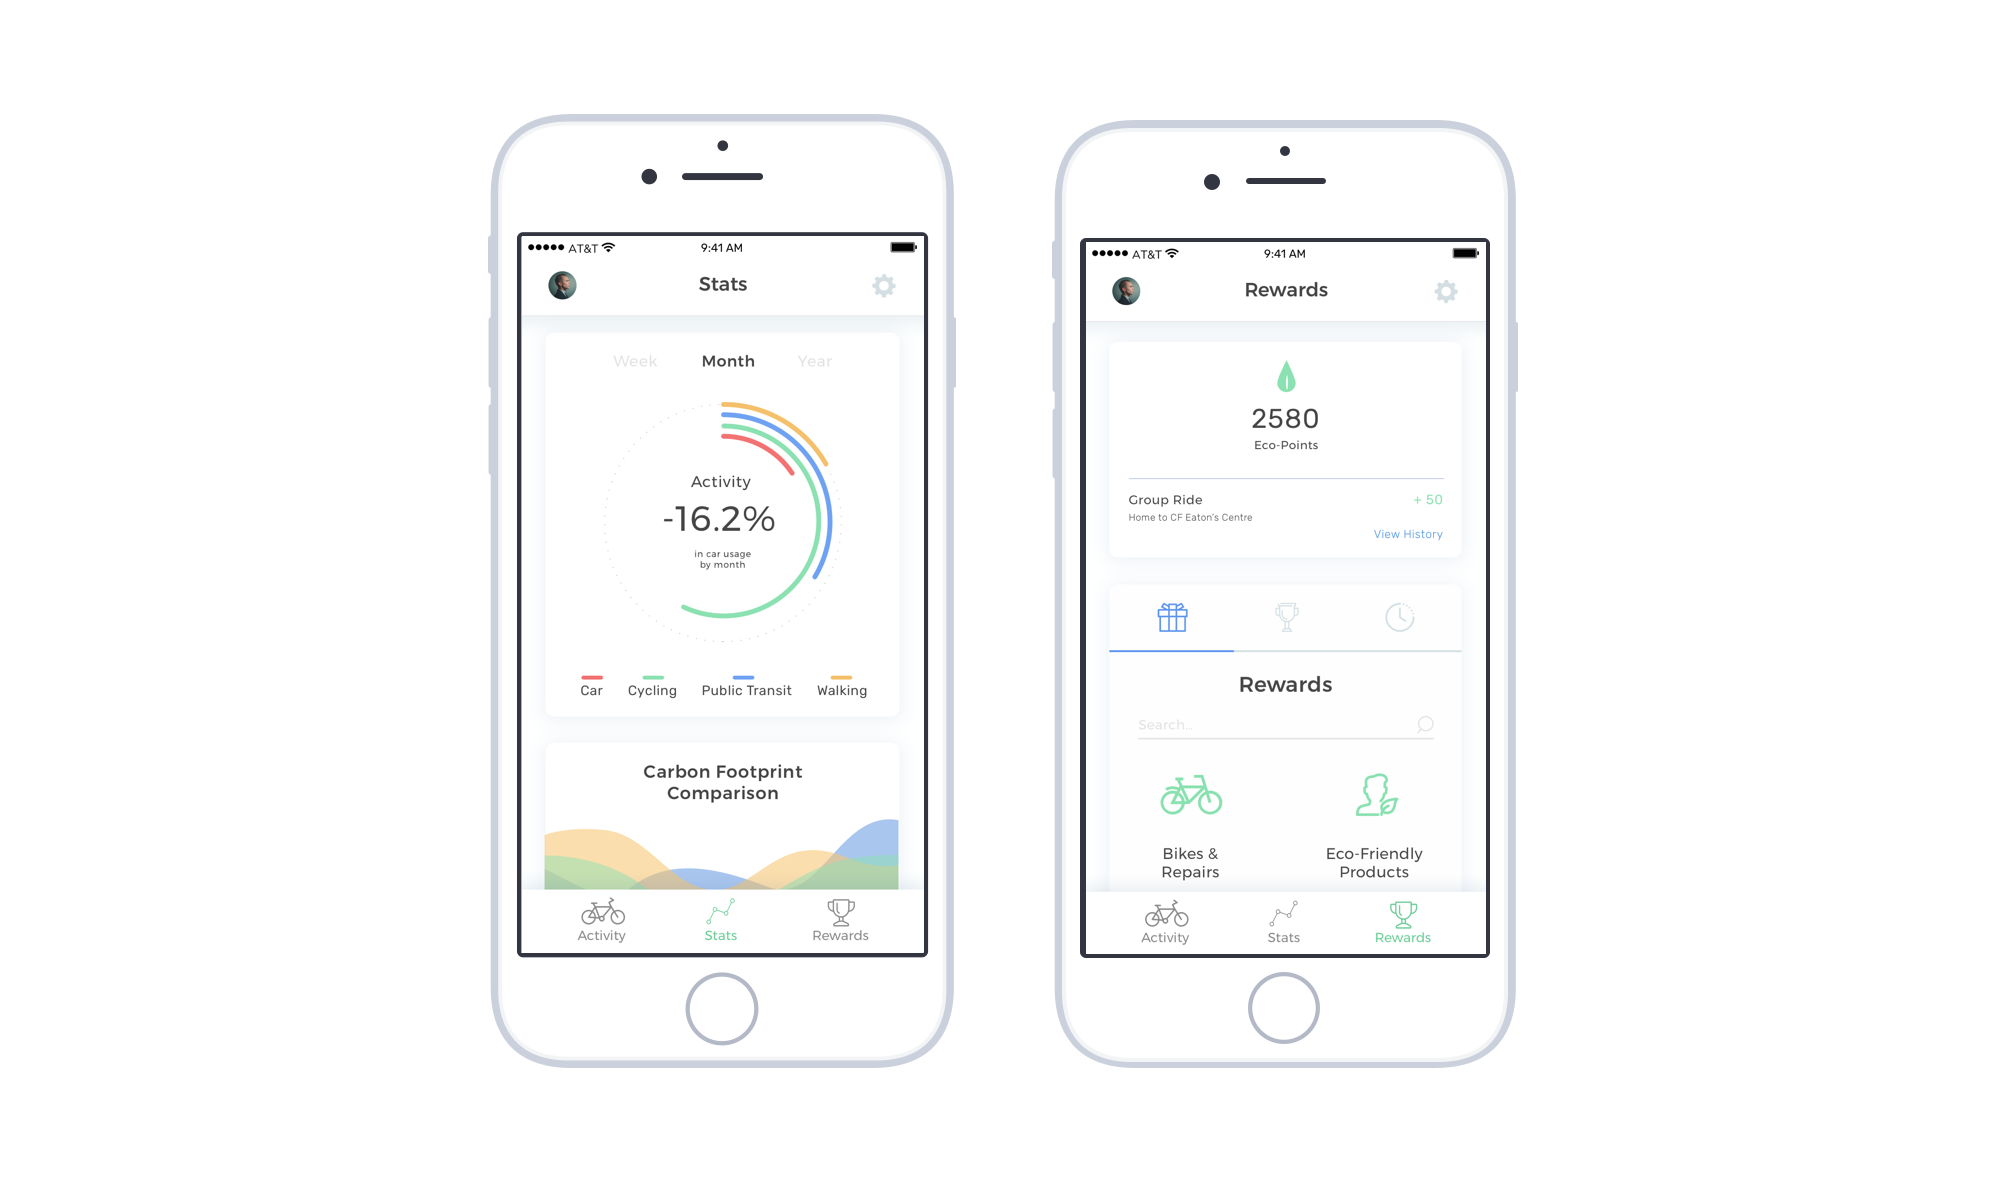 AT&T 9:41 AM
Stats
Week Month Year
Activity
-16.2%
in car usage
by month
Car Cycling Public Transit Walking
Carbon Footprint
Comparison
Activity Stats Rewards
AT&T 9:41 AM
Rewards
2580
Eco-Points
Group Ride + 50
Home to CF Eaton's Centre
View History
Rewards
Search...
Bikes & Eco-Friendly
Repairs Products
Activity Stats Rewards